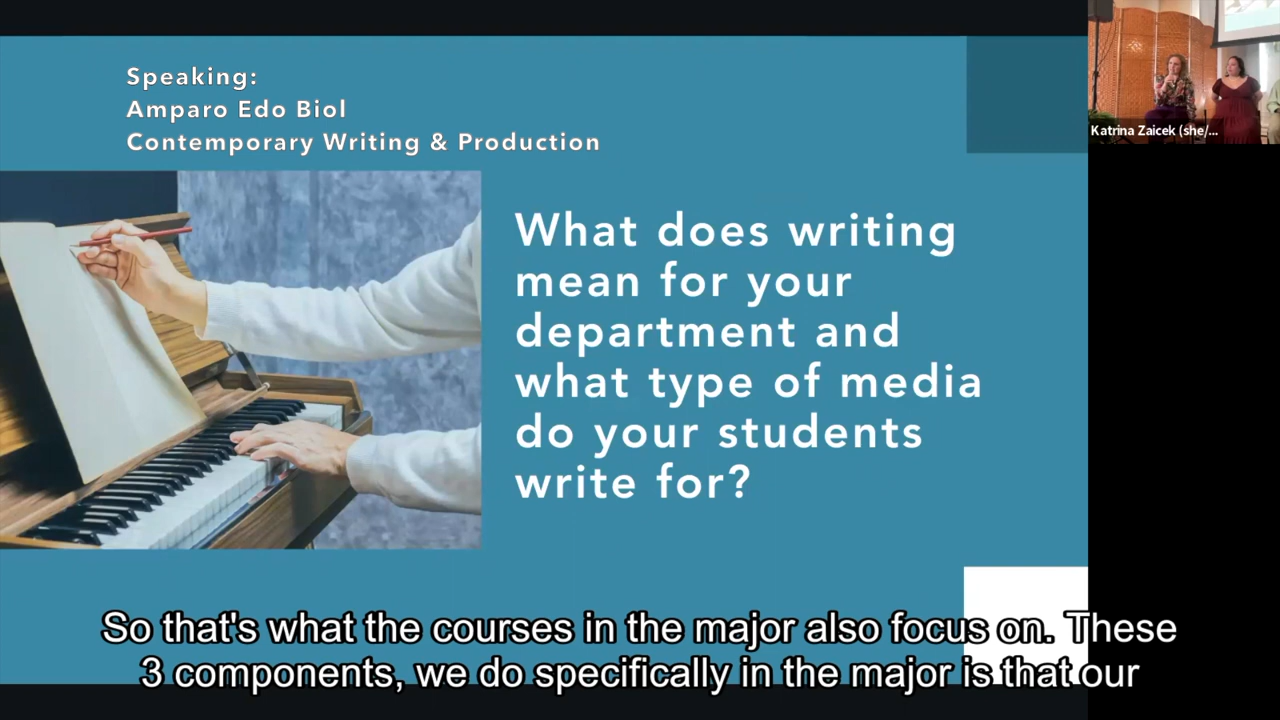 Speaking:
Amparo Edo Biol
Contemporary Writing & Production
Katrina Zaicek (she/...
What does writing
mean for your
department and
what type of media
do your students
write for?
So that's what the courses in the major also focus on. These
3 components, we do specifically in the major is that our